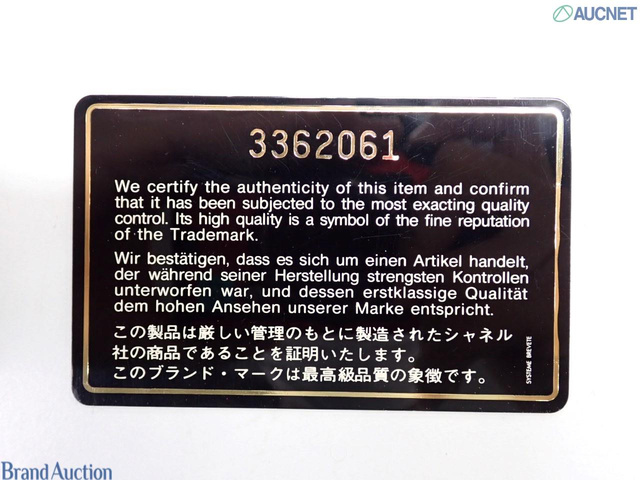 AUCNET
3362061
We certify the authenticity of this item and confirm
that it has been subjected to the most exacting quality
control. Its high quality is a symbol of the fine reputation
of the Trademark.
Wir bestätigen, dass es sich um einen Artikel handelt,
der während seiner Herstellung strengsten Kontrollen
unterworfen war, und dessen erstklassige Qualität
dem hohen Ansehen unserer Marke entspricht.
この製品は厳しい管理のもとに製造されたシャネル
社の商品であることを証明いたします。
このブランド・マークは最高級品質の象徴です。
SYSTEME BREVETE
Brand Auction